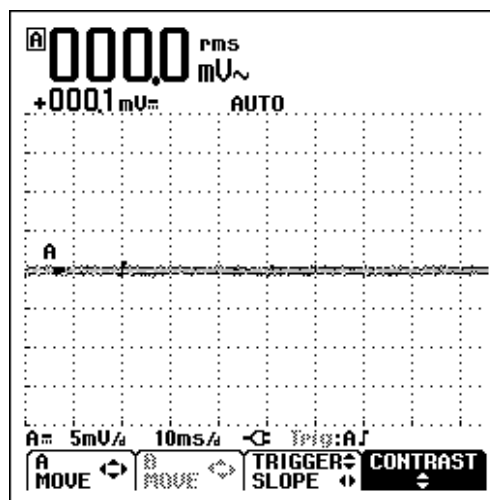 A 000.0 rms mV~
+000.1 mV⎓ AUTO
A
A⎓ 5mV/d 10ms/d Trig:A∫
A MOVE B MOVE TRIGGER SLOPE CONTRAST